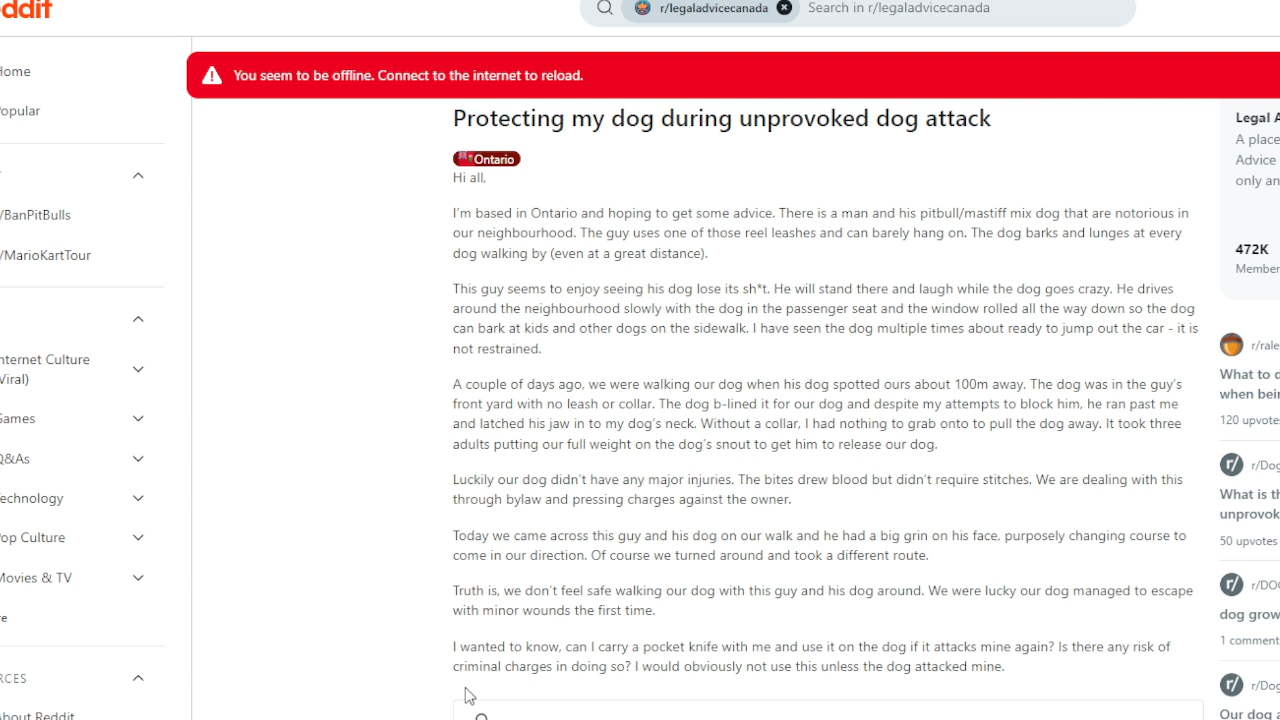 eddit
r/legaladvicecanada
Search in r/legaladvicecanada
You seem to be offline. Connect to the internet to reload.
Home
opular
/BanPitBulls
/MarioKartTour
nternet Culture
Viral)
Games
Q&As
echnology
op Culture
Movies & TV
re
RCES
About Reddit
Protecting my dog during unprovoked dog attack
Ontario
Hi all,
I'm based in Ontario and hoping to get some advice. There is a man and his pitbull/mastiff mix dog that are notorious in
our neighbourhood. The guy uses one of those reel leashes and can barely hang on. The dog barks and lunges at every
dog walking by (even at a great distance).
This guy seems to enjoy seeing his dog lose its sh*t. He will stand there and laugh while the dog goes crazy. He drives
around the neighbourhood slowly with the dog in the passenger seat and the window rolled all the way down so the dog
can bark at kids and other dogs on the sidewalk. I have seen the dog multiple times about ready to jump out the car - it is
not restrained.
A couple of days ago, we were walking our dog when his dog spotted ours about 100m away. The dog was in the guy's
front yard with no leash or collar. The dog b-lined it for our dog and despite my attempts to block him, he ran past me
and latched his jaw in to my dog's neck. Without a collar, I had nothing to grab onto to pull the dog away. It took three
adults putting our full weight on the dog's snout to get him to release our dog.
Luckily our dog didn't have any major injuries. The bites drew blood but didn't require stitches. We are dealing with this
through bylaw and pressing charges against the owner.
Today we came across this guy and his dog on our walk and he had a big grin on his face, purposely changing course to
come in our direction. Of course we turned around and took a different route.
Truth is, we don't feel safe walking our dog with this guy and his dog around. We were lucky our dog managed to escape
with minor wounds the first time.
I wanted to know, can I carry a pocket knife with me and use it on the dog if it attacks mine again? Is there any risk of
criminal charges in doing so? I would obviously not use this unless the dog attacked mine.
Legal A
A place
Advice
only an
472K
Member
r/rale
What to d
when bein
120 upvotes
r/Dog
What is th
unprovok
50 upvotes
r/DOG
dog grow
1 comment
r/Dog
Our dog a